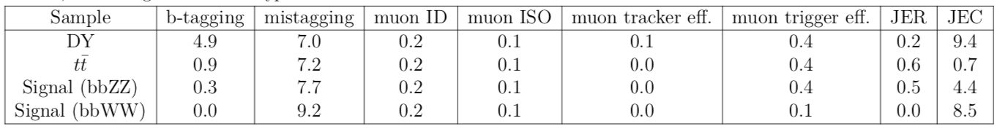 Sample b-tagging mistagging muon ID muon ISO muon tracker eff. muon trigger eff. JER JEC
DY 4.9 7.0 0.2 0.1 0.1 0.4 0.2 9.4
tt̄ 0.9 7.2 0.2 0.1 0.0 0.4 0.6 0.7
Signal (bbZZ) 0.3 7.7 0.2 0.1 0.0 0.4 0.5 4.4
Signal (bbWW) 0.0 9.2 0.2 0.1 0.0 0.1 0.0 8.5